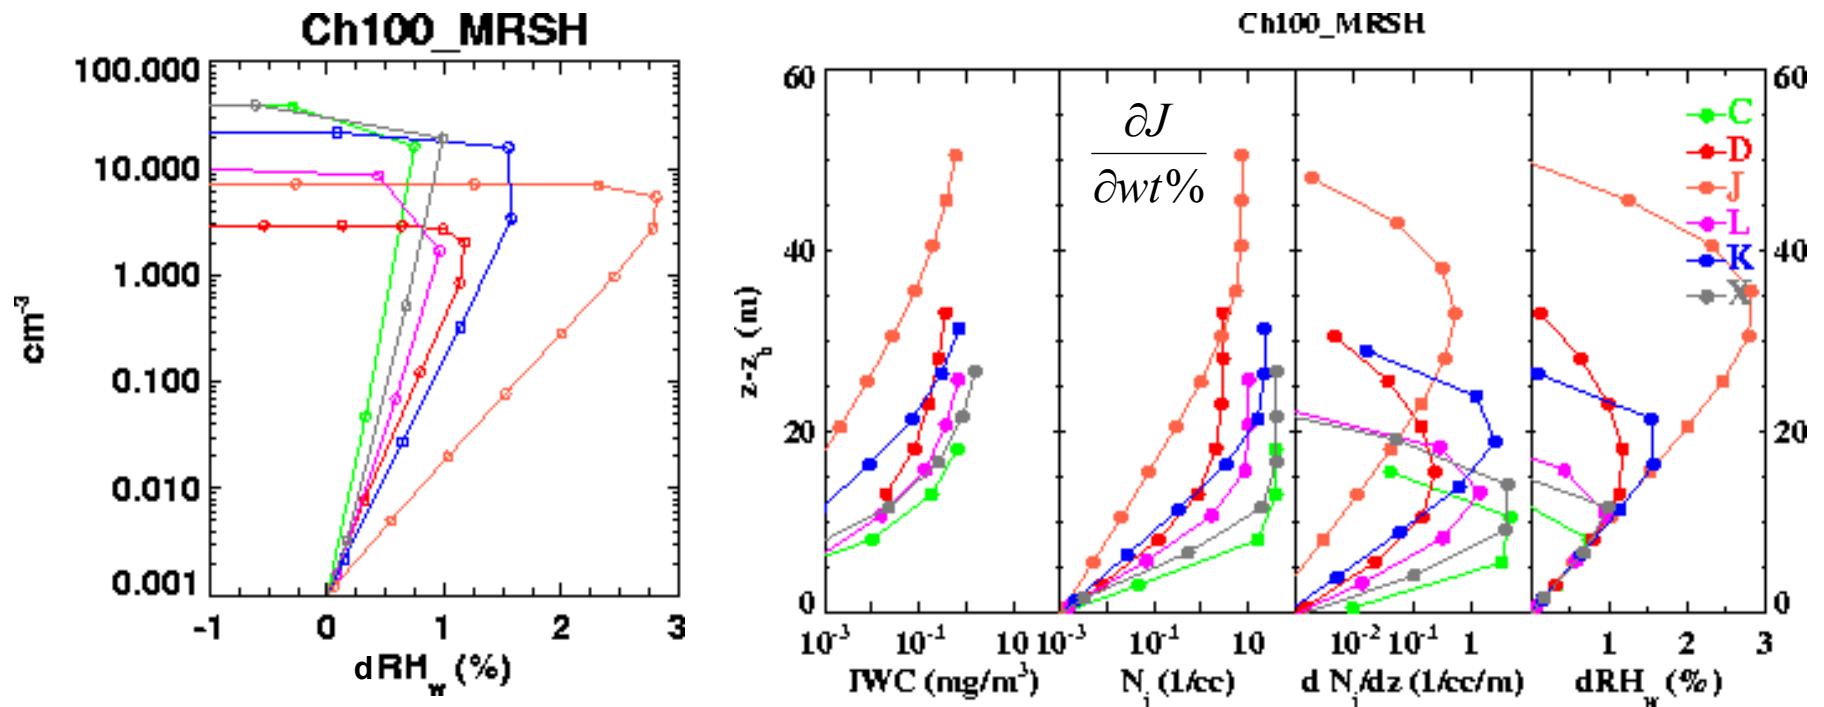 Ch100_MRSH
100.000
10.000
1.000
0.100
0.010
0.001
cm-3
-1 0 1 2 3
dRHw (%)
Ch100_MRSH
60
40
20
0
z-zb (m)
∂J
∂wt%
C
D
J
L
K
X
60
40
20
0
10-3 10-1 10
IWC (mg/m3)
10-3 10-1 10
Ni (1/cc)
10-2 10-1 1
d Ni/dz (1/cc/m)
1 2 3
dRHw (%)